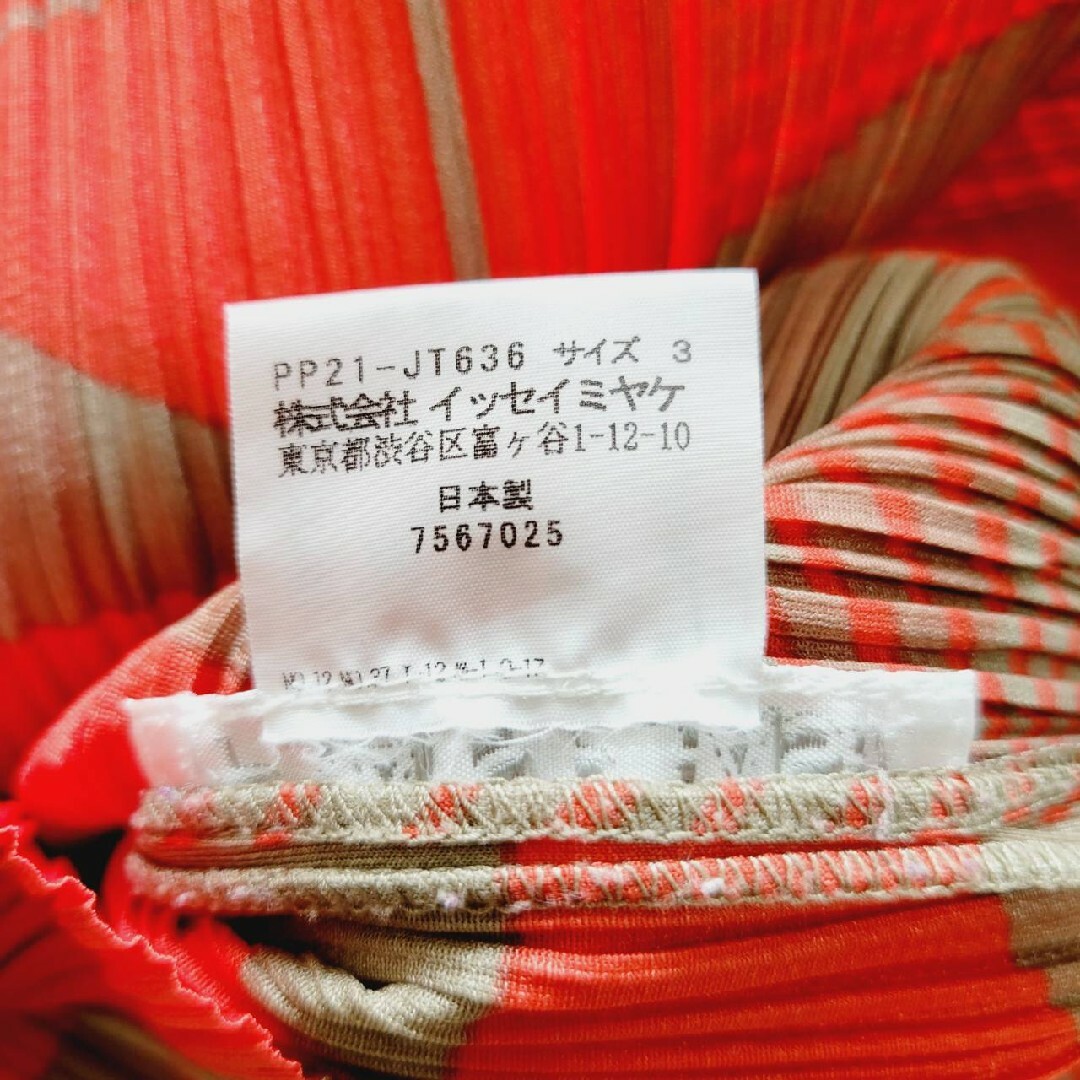 PP21-JT636 サイズ 3
株式会社 イッセイミヤケ
東京都渋谷区富ヶ谷1-12-10
日本製
7567025